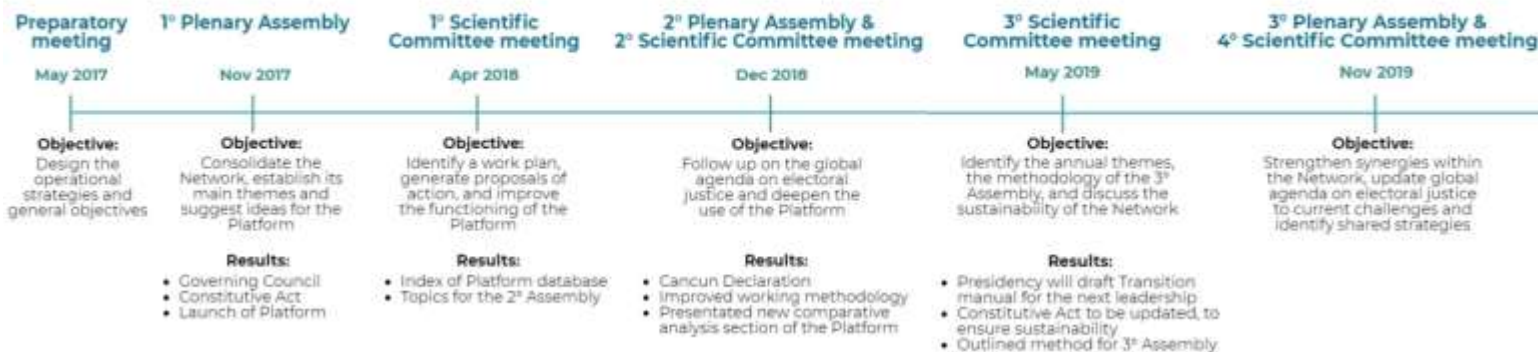 Preparatory
meeting
May 2017
Objective:
Design the
operational
strategies and
general objectives
1° Plenary Assembly
Nov 2017
Objective:
Consolidate the
Network, establish its
main themes and
suggest ideas for the
Platform
Results:
• Governing Council
• Constitutive Act
• Launch of Platform
1° Scientific
Committee meeting
Apr 2018
Objective:
Identify a work plan,
generate proposals of
action, and improve
the functioning of the
Platform
Results:
• Index of Platform database
• Topics for the 2° Assembly
2° Plenary Assembly &
2° Scientific Committee meeting
Dec 2018
Objective:
Follow up on the global
agenda on electoral
justice and deepen the
use of the Platform
Results:
• Cancun Declaration
• Improved working methodology
• Presentated new comparative
analysis section of the Platform
3° Scientific
Committee meeting
May 2019
Objective:
Identify the annual themes,
the methodology of the 3°
Assembly, and discuss the
sustainability of the Network
Results:
• Presidency will draft Transition
manual for the next leadership
• Constitutive Act to be updated, to
ensure sustainability
• Outlined method for 3° Assembly
3° Plenary Assembly &
4° Scientific Committee meeting
Nov 2019
Objective:
Strengthen synergies within
the Network, update global
agenda on electoral justice
to current challenges and
identify shared strategies